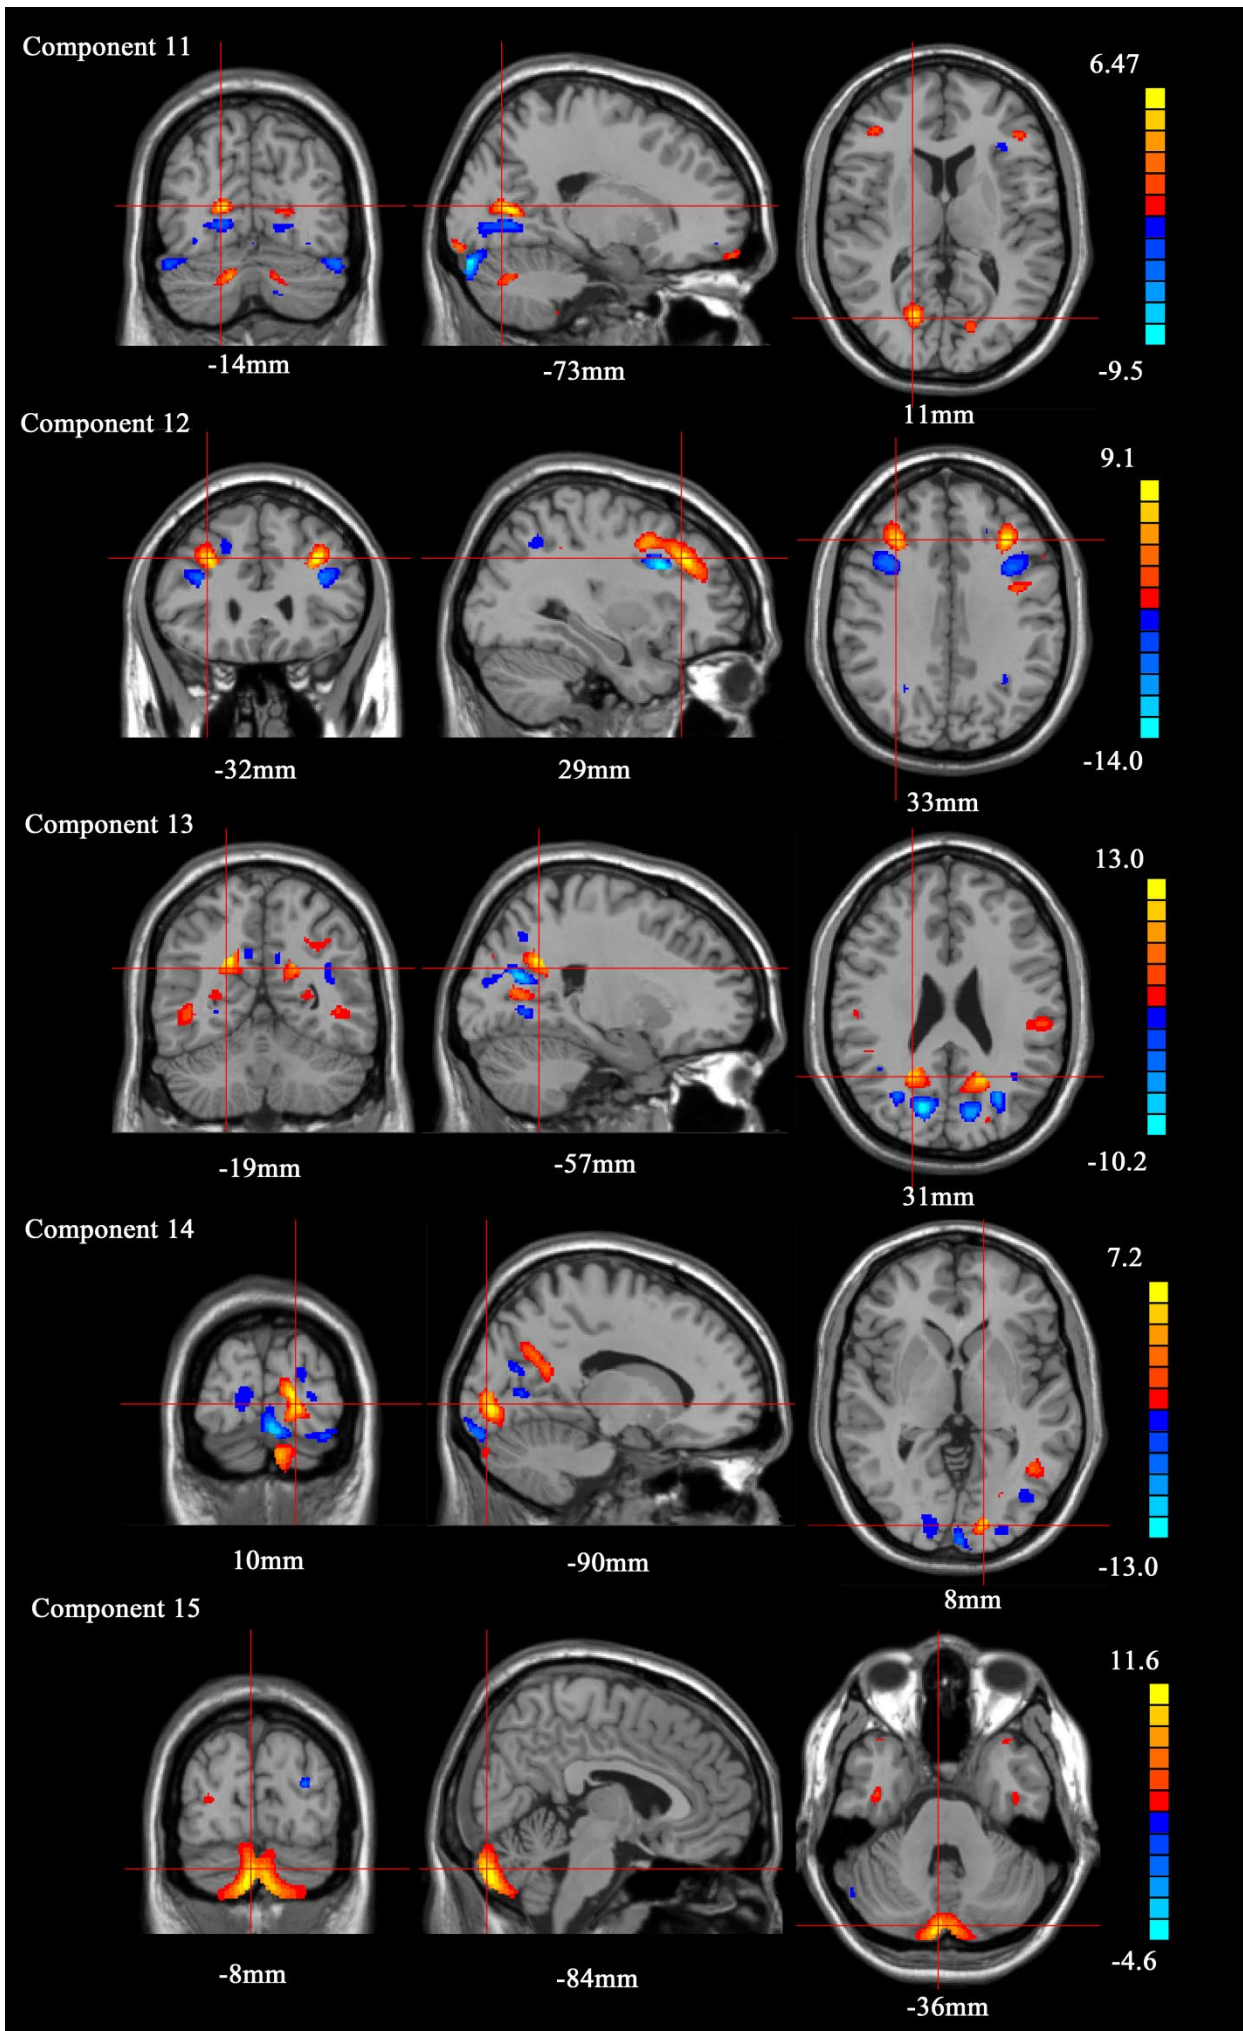 Component 11
6.47
-9.5
-14mm
-73mm
11mm
Component 12
9.1
-14.0
-32mm
29mm
33mm
Component 13
13.0
-10.2
-19mm
-57mm
31mm
Component 14
7.2
-13.0
10mm
-90mm
8mm
Component 15
11.6
-4.6
-8mm
-84mm
-36mm